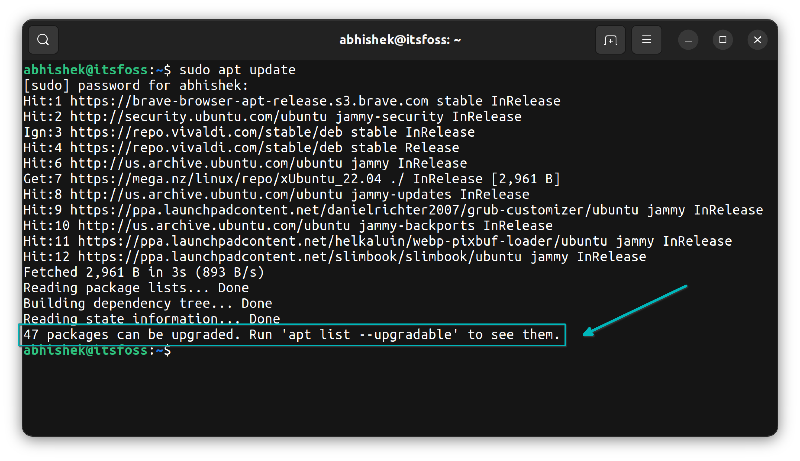 abhishek@itsfoss: ~
abhishek@itsfoss:~$ sudo apt update
[sudo] password for abhishek:
Hit:1 https://brave-browser-apt-release.s3.brave.com stable InRelease
Hit:2 http://security.ubuntu.com/ubuntu jammy-security InRelease
Ign:3 https://repo.vivaldi.com/stable/deb stable InRelease
Hit:4 https://repo.vivaldi.com/stable/deb stable Release
Hit:6 http://us.archive.ubuntu.com/ubuntu jammy InRelease
Get:7 https://mega.nz/linux/repo/xUbuntu_22.04 ./ InRelease [2,961 B]
Hit:8 http://us.archive.ubuntu.com/ubuntu jammy-updates InRelease
Hit:9 https://ppa.launchpadcontent.net/danielrichter2007/grub-customizer/ubuntu jammy InRelease
Hit:10 http://us.archive.ubuntu.com/ubuntu jammy-backports InRelease
Hit:11 https://ppa.launchpadcontent.net/helkaluin/webp-pixbuf-loader/ubuntu jammy InRelease
Hit:12 https://ppa.launchpadcontent.net/slimbook/slimbook/ubuntu jammy InRelease
Fetched 2,961 B in 3s (893 B/s)
Reading package lists... Done
Building dependency tree... Done
Reading state information... Done
47 packages can be upgraded. Run 'apt list --upgradable' to see them.
abhishek@itsfoss:~$